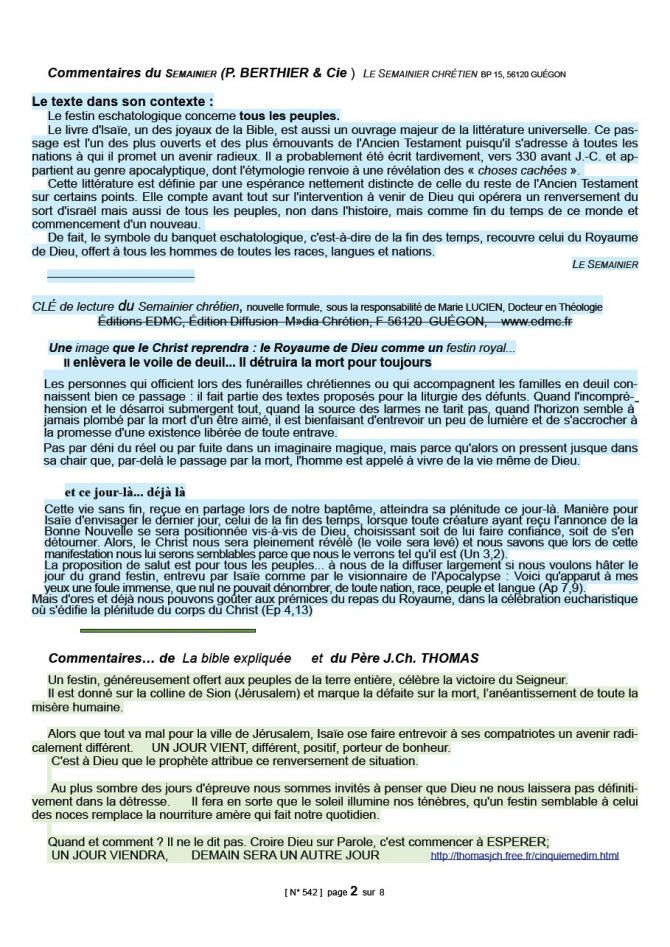 Commentaires du SEMAINIER (P. BERTHIER & Cie ) LE SEMAINIER CHRÉTIEN BP 15, 56120 GUÉGON
Le texte dans son contexte :
Le festin eschatologique concerne tous les peuples.
Le livre d'Isaïe, un des joyaux de la Bible, est aussi un ouvrage majeur de la littérature universelle. Ce pas-
sage est l'un des plus ouverts et des plus émouvants de l'Ancien Testament puisqu'il s'adresse à toutes les
nations à qui il promet un avenir radieux. Il a probablement été écrit tardivement, vers 330 avant J.-C. et ap-
partient au genre apocalyptique, dont l'étymologie renvoie à une révélation des « choses cachées ».
Cette littérature est définie par une espérance nettement distincte de celle du reste de l'Ancien Testament
sur certains points. Elle compte avant tout sur l'intervention à venir de Dieu qui opérera un renversement du
sort d'israël mais aussi de tous les peuples, non dans l'histoire, mais comme fin du temps de ce monde et
commencement d'un nouveau.
De fait, le symbole du banquet eschatologique, c'est-à-dire de la fin des temps, recouvre celui du Royaume
de Dieu, offert à tous les hommes de toutes les races, langues et nations.
LE SEMAINIER
CLÉ de lecture du Semainier chrétien, nouvelle formule, sous la responsabilité de Marie LUCIEN, Docteur en Théologie
Éditions EDMC, Édition Diffusion M»dia Chrétien, F 56120 GUÉGON, www.edmc.fr
Une image que le Christ reprendra : le Royaume de Dieu comme un festin royal...
Il enlèvera le voile de deuil... Il détruira la mort pour toujours
Les personnes qui officient lors des funérailles chrétiennes ou qui accompagnent les familles en deuil con-
naissent bien ce passage : il fait partie des textes proposés pour la liturgie des défunts. Quand l'incompré-
hension et le désarroi submergent tout, quand la source des larmes ne tarit pas, quand l'horizon semble à
jamais plombé par la mort d'un être aimé, il est bienfaisant d'entrevoir un peu de lumière et de s'accrocher à
la promesse d'une existence libérée de toute entrave.
Pas par déni du réel ou par fuite dans un imaginaire magique, mais parce qu'alors on pressent jusque dans
sa chair que, par-delà le passage par la mort, l'homme est appelé à vivre de la vie même de Dieu.
et ce jour-là... déjà là
Cette vie sans fin, reçue en partage lors de notre baptême, atteindra sa plénitude ce jour-là. Manière pour
Isaïe d'envisager le dernier jour, celui de la fin des temps, lorsque toute créature ayant reçu l'annonce de la
Bonne Nouvelle se sera positionnée vis-à-vis de Dieu, choisissant soit de lui faire confiance, soit de s'en
détourner. Alors, le Christ nous sera pleinement révélé (le voile sera levé) et nous savons que lors de cette
manifestation nous lui serons semblables parce que nous le verrons tel qu'il est (Un 3,2).
La proposition de salut est pour tous les peuples... à nous de la diffuser largement si nous voulons hâter le
jour du grand festin, entrevu par Isaïe comme par le visionnaire de l'Apocalypse : Voici qu'apparut à mes
yeux une foule immense, que nul ne pouvait dénombrer, de toute nation, race, peuple et langue (Ap 7,9).
Mais d'ores et déjà nous pouvons goûter aux prémices du repas du Royaume, dans la célébration eucharistique
où s'édifie la plénitude du corps du Christ (Ep 4,13)
Commentaires… de La bible expliquée et du Père J.Ch. THOMAS
Un festin, généreusement offert aux peuples de la terre entière, célèbre la victoire du Seigneur.
Il est donné sur la colline de Sion (Jérusalem) et marque la défaite sur la mort, l'anéantissement de toute la
misère humaine.
Alors que tout va mal pour la ville de Jérusalem, Isaïe ose faire entrevoir à ses compatriotes un avenir radi-
calement différent. UN JOUR VIENT, différent, positif, porteur de bonheur.
C'est à Dieu que le prophète attribue ce renversement de situation.
Au plus sombre des jours d'épreuve nous sommes invités à penser que Dieu ne nous laissera pas définiti-
vement dans la détresse. Il fera en sorte que le soleil illumine nos ténèbres, qu'un festin semblable à celui
des noces remplace la nourriture amère qui fait notre quotidien.
Quand et comment ? Il ne le dit pas. Croire Dieu sur Parole, c'est commencer à ESPERER;
UN JOUR VIENDRA, DEMAIN SERA UN AUTRE JOUR http://thomasjch.free.fr/cinquiemedim.html
[ N° 542 ] page 2 sur 8